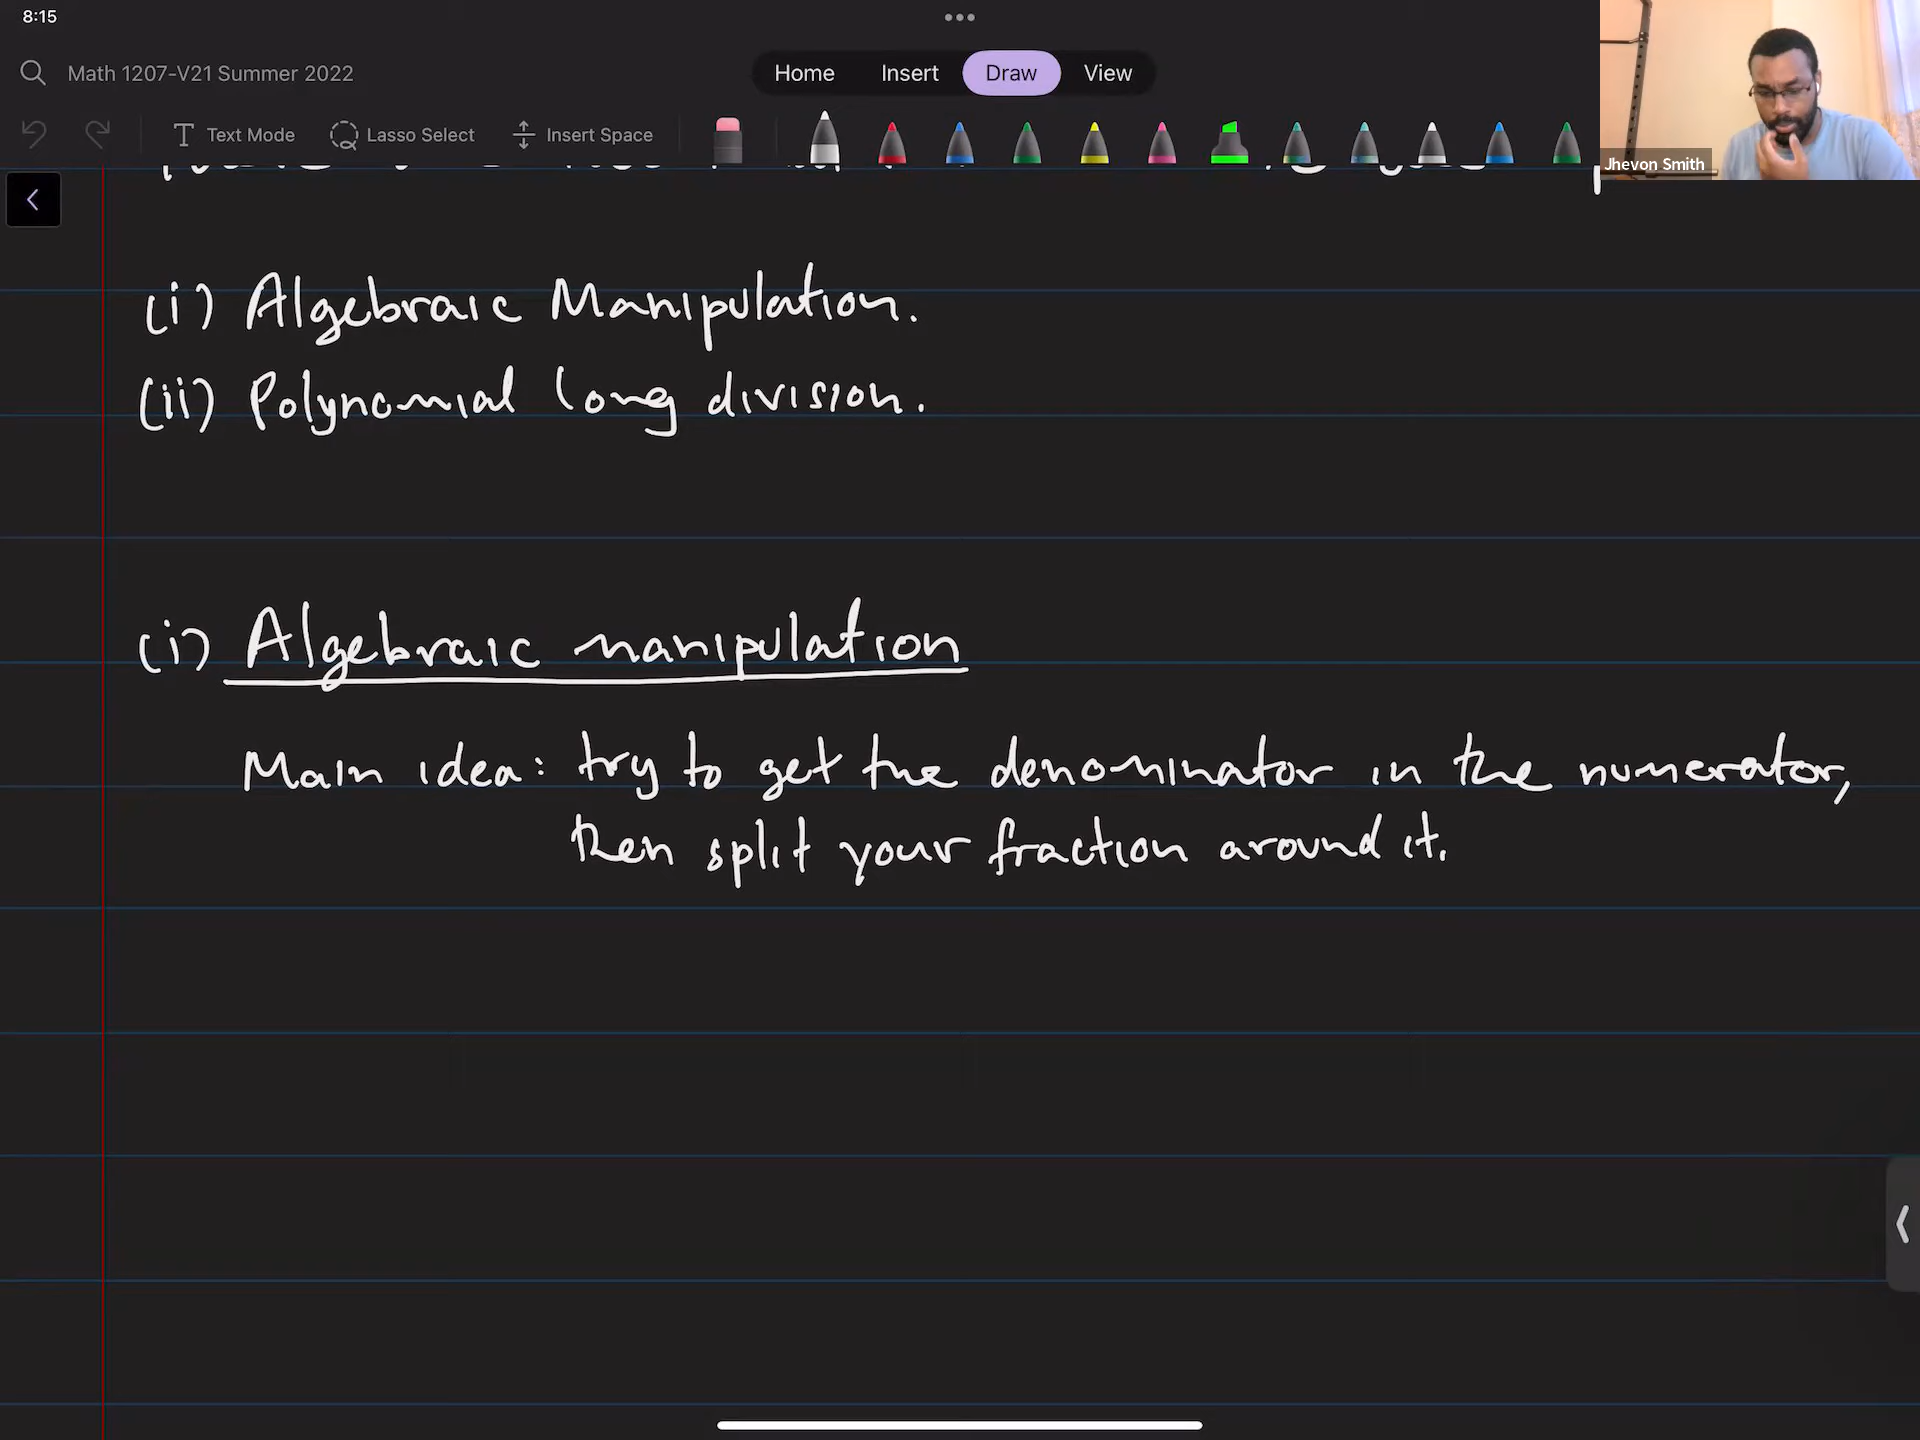 8:15
Math 1207-V21 Summer 2022
Home Insert Draw View
Text Mode Lasso Select Insert Space
Jhevon Smith
(i) Algebraic Manipulation.
(ii) Polynomial long division.
(i) Algebraic manipulation
Main idea: try to get the denominator in the numerator,
then split your fraction around it.